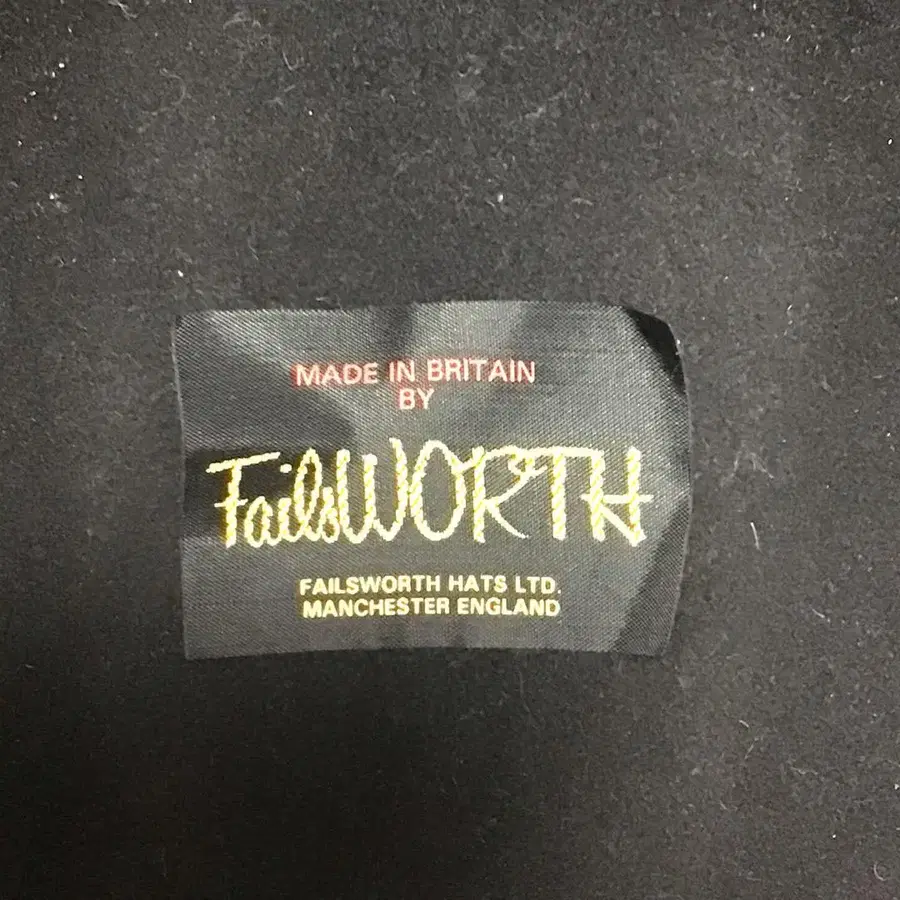 MADE IN BRITAIN
BY
FailsWORTH
FAILSWORTH HATS LTD.
MANCHESTER ENGLAND